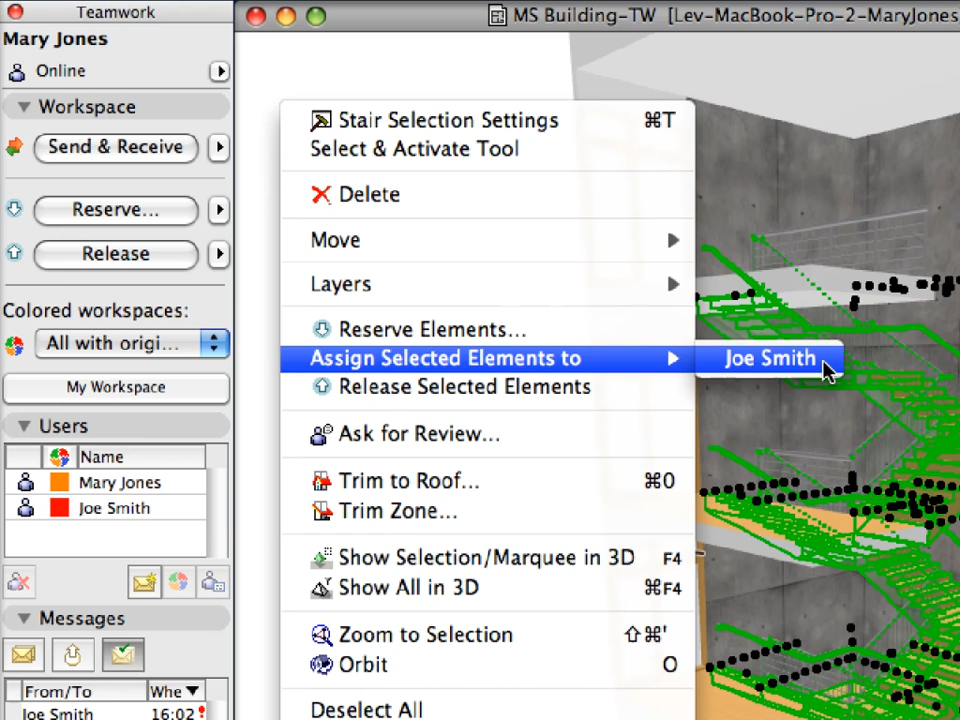 Teamwork
MS Building-TW [Lev-MacBook-Pro-2-MaryJones
Mary Jones
Online
Workspace
Send & Receive
Reserve...
Release
Colored workspaces:
All with origi...
My Workspace
Users
Name
Mary Jones
Joe Smith
Messages
From/To Whe
Joe Smith 16:02
Stair Selection Settings ⌘T
Select & Activate Tool
Delete
Move
Layers
Reserve Elements...
Assign Selected Elements to
Joe Smith
Release Selected Elements
Ask for Review...
Trim to Roof... ⌘0
Trim Zone...
Show Selection/Marquee in 3D F4
Show All in 3D ⌘F4
Zoom to Selection ⇧⌘'
Orbit O
Deselect All